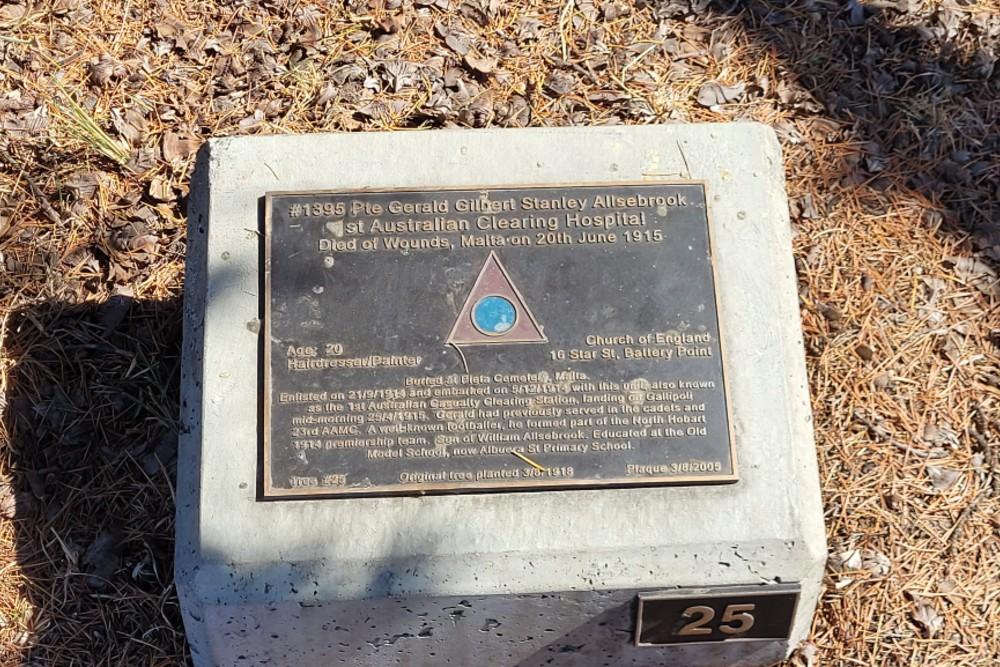 #1395 Pte Gerald Gilbert Stanley Allsebrook
1st Australian Clearing Hospital
Died of Wounds, Malta on 20th June 1915
Age: 20
Hairdresser/Painter
Church of England
16 Star St, Battery Point
Buried at Pieta Cemetery, Malta.
Enlisted on 21/9/1914 and embarked on 5/12/1914 with this unit, also known
as the 1st Australian Casualty Clearing Station, landing on Gallipoli
mid-morning 25/4/1915. Gerald had previously served in the cadets and
23rd AAMC. A well-known footballer, he formed part of the North Hobart
1914 premiership team. Son of William Allsebrook. Educated at the Old
Model School, now Albuera St Primary School.
Tree #25
Original tree planted 3/8/1918
Plaque 3/8/2005
25